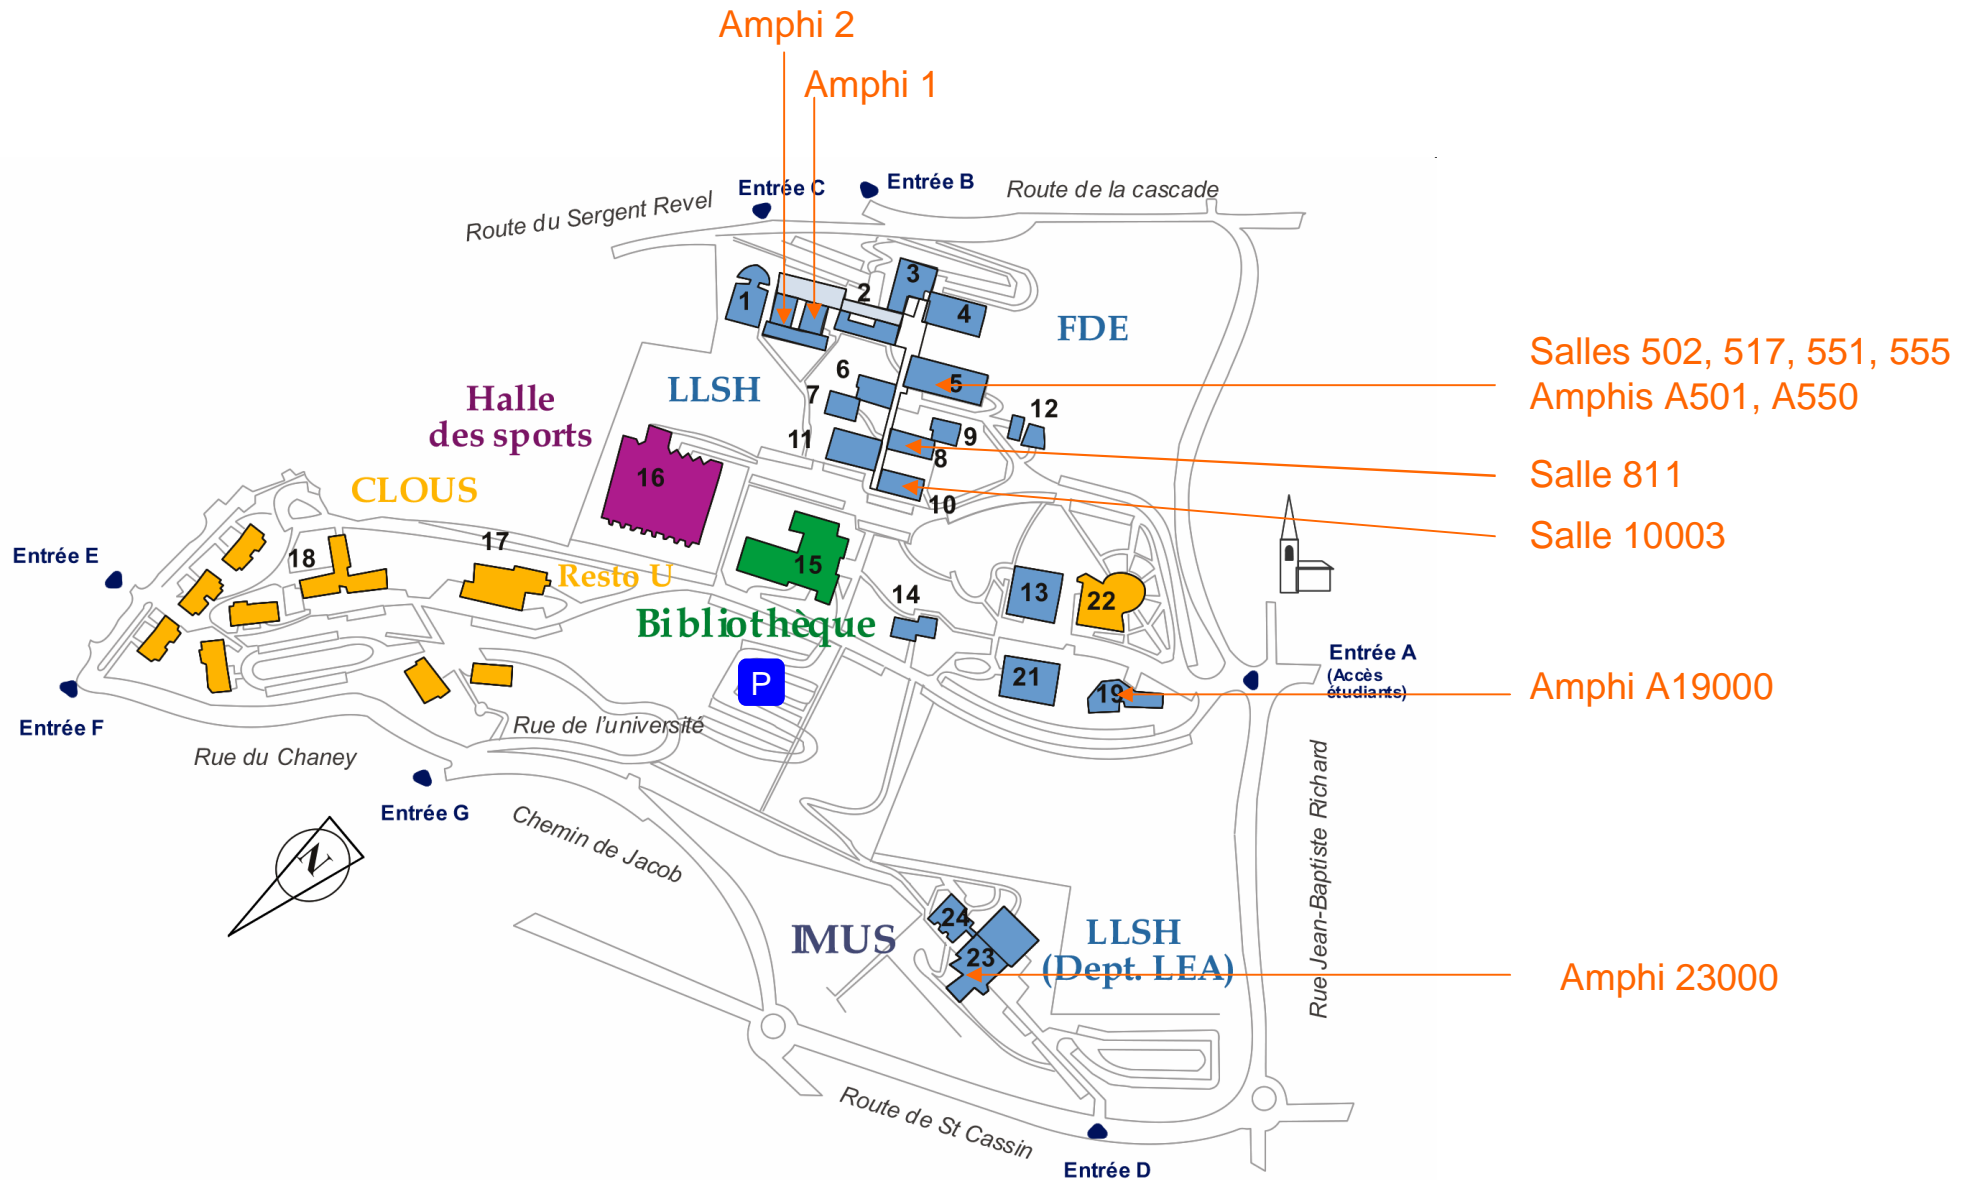 Amphi 2
Amphi 1
Entrée C
Entrée B
Route de la cascade
Route du Sergent Revel
3
1
2
4
FDE
Salles 502, 517, 551, 555
Amphis A501, A550
6
5
LLSH
7
Halle
des sports
12
11
9
8
Salle 811
16
CLOUS
10
Salle 10003
17
Entrée E
18
15
Resto U
14
13
22
Bibliothèque
Entrée A
(Accès
étudiants)
P
21
19
Amphi A19000
Entrée F
Rue de l'université
Rue du Chaney
Entrée G
Chemin de Jacob
Rue Jean-Baptiste Richard
N
24
IMUS
LLSH
(Dept. LEA)
23
Amphi 23000
Route de St Cassin
Entrée D